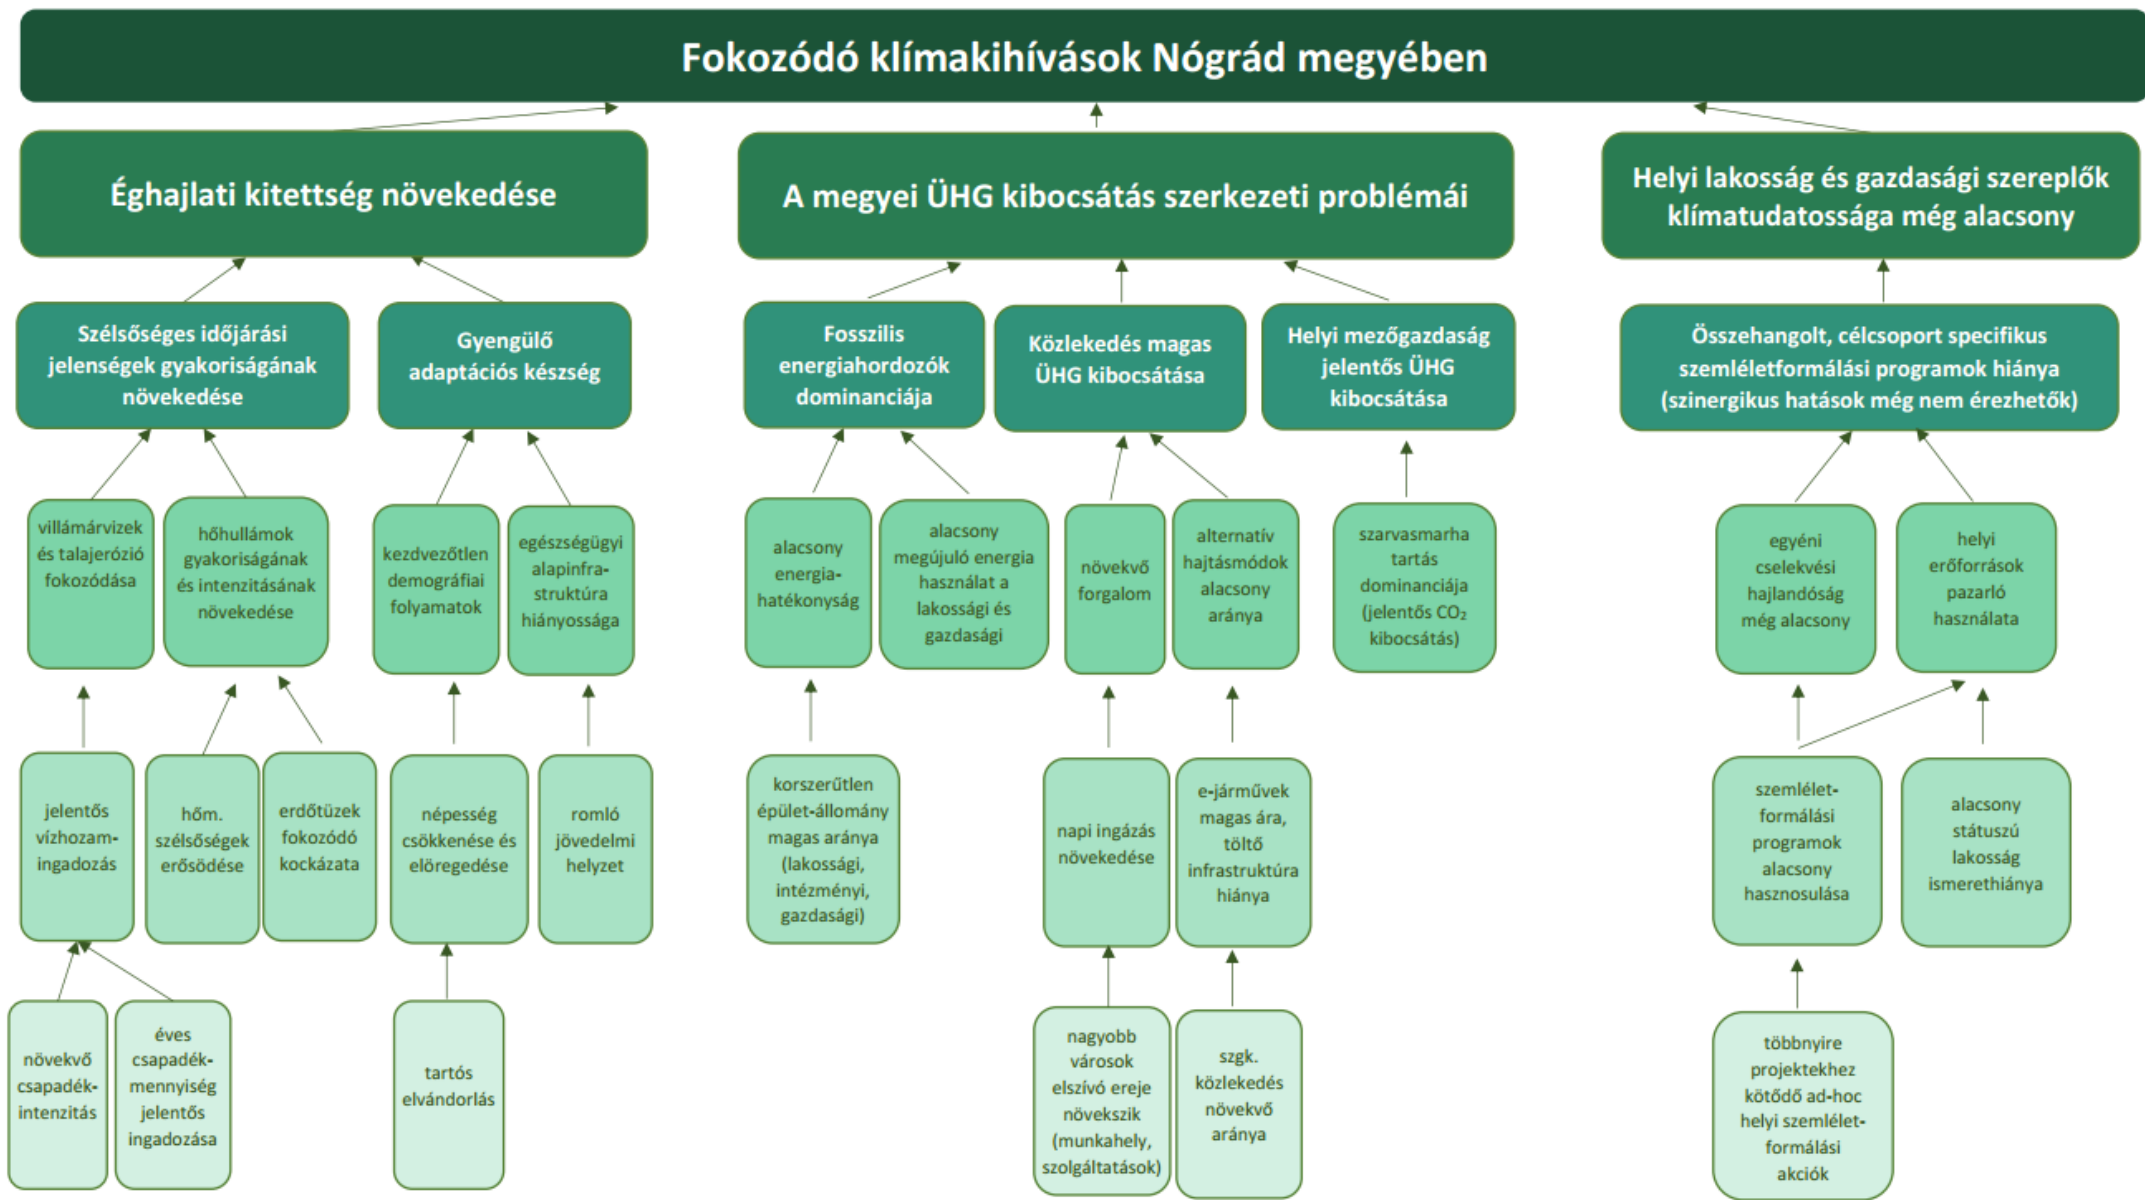 Fokozódó klímakihívások Nógrád megyében
Éghajlati kitettség növekedése
A megyei ÜHG kibocsátás szerkezeti problémái
Helyi lakosság és gazdasági szereplők
klímatudatossága még alacsony
Szélsőséges időjárási
jelenségek gyakoriságának
növekedése
Gyengülő
adaptációs készség
Fosszilis
energiahordozók
dominanciája
Közlekedés magas
ÜHG kibocsátása
Helyi mezőgazdaság
jelentős ÜHG
kibocsátása
Összehangolt, célcsoport specifikus
szemléletformálási programok hiánya
(szinergikus hatások még nem érezhetők)
villámárvizek
és talajerózió
fokozódása
hőhullámok
gyakoriságának
és intenzitásának
növekedése
kezdvezőtlen
demográfiai
folyamatok
egészségügyi
alapinfra-
struktúra
hiányossága
alacsony
energia-
hatékonyság
alacsony
megújuló energia
használat a
lakossági és
gazdasági
növekvő
forgalom
alternatív
hajtásmódok
alacsony
aránya
szarvasmarha
tartás
dominanciája
(jelentős CO₂
kibocsátás)
egyéni
cselekvési
hajlandóság
még alacsony
helyi
erőforrások
pazarló
használata
jelentős
vízhozam-
ingadozás
hőm.
szélsőségek
erősödése
erdőtüzek
fokozódó
kockázata
népesség
csökkenése és
elöregedése
romló
jövedelmi
helyzet
korszerűtlen
épület-állomány
magas aránya
(lakossági,
intézményi,
gazdasági)
napi ingázás
növekedése
e-járművek
magas ára,
töltő
infrastruktúra
hiánya
szemlélet-
formálási
programok
alacsony
hasznosulása
alacsony
státuszú
lakosság
ismerethiánya
növekvő
csapadék-
intenzitás
éves
csapadék-
mennyiség
jelentős
ingadozása
tartós
elvándorlás
nagyobb
városok
elszívó ereje
növekszik
(munkahely,
szolgáltatások)
szgk.
közlekedés
növekvő
aránya
többnyire
projektekhez
kötődő ad-hoc
helyi szemlélet-
formálási
akciók